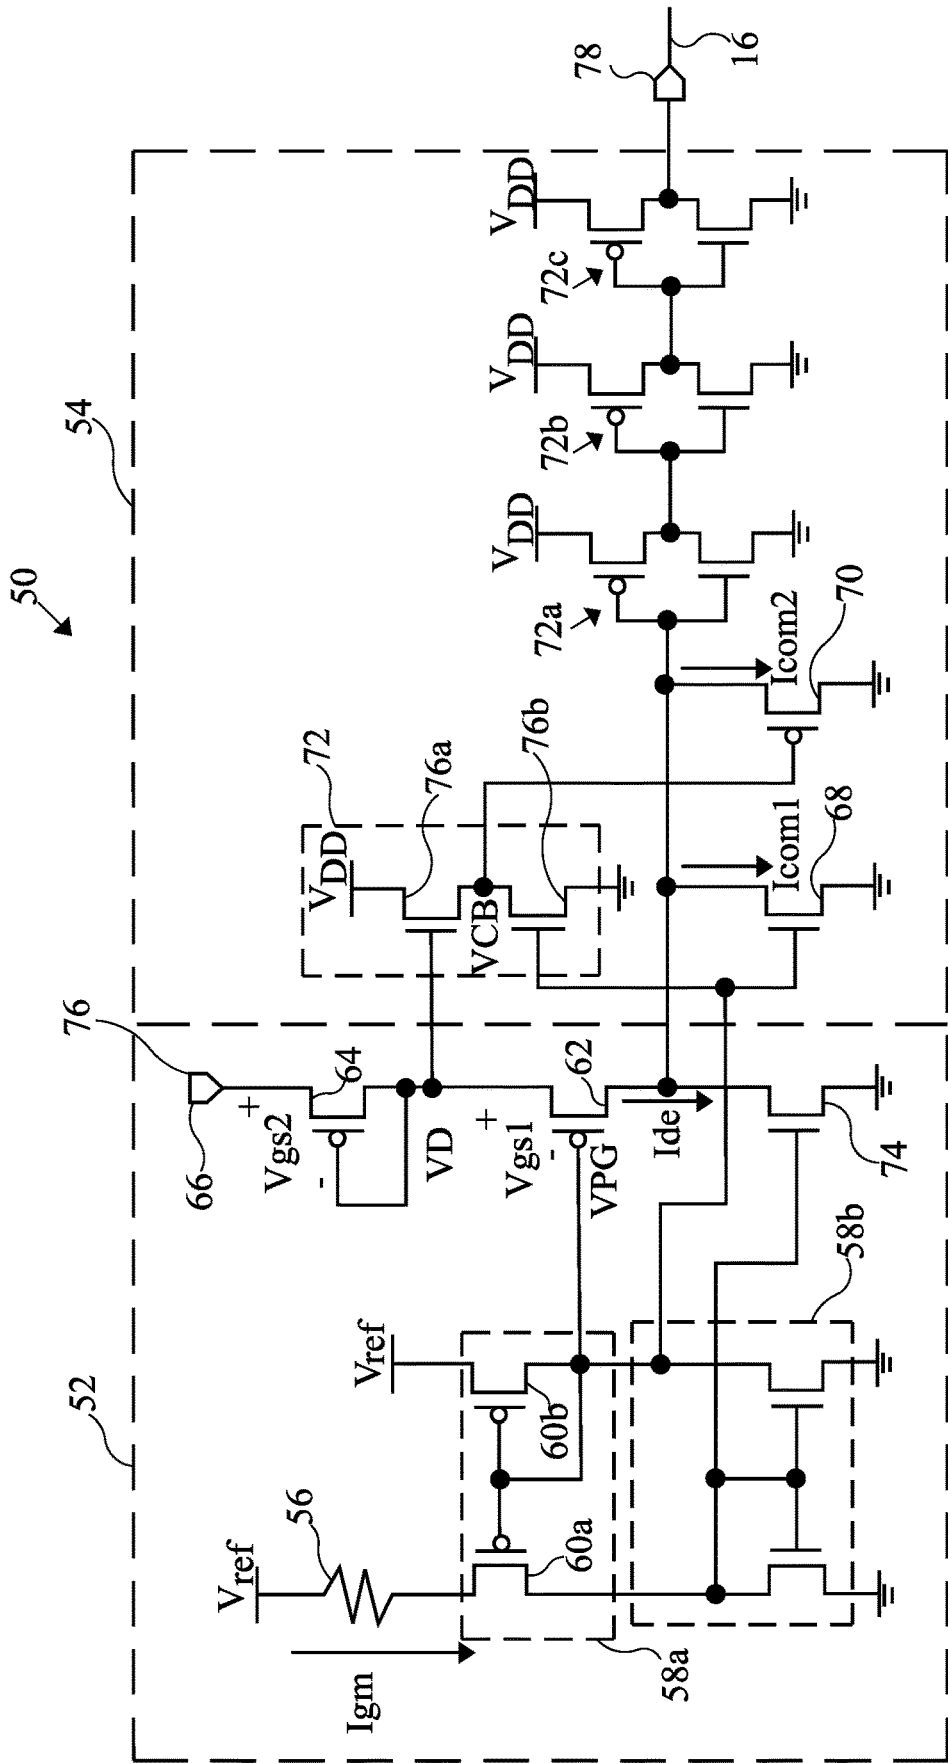 50
52
54
76
66
+
Vgs2
-
64
72
VDD
76a
VCB
76b
Vref
Vref
56
Igm
VD
+
Vgs1
-
VPG
62
Ide
60a
60b
58a
58b
74
Icom1
68
Icom2
70
VDD
72a
VDD
72b
VDD
72c
78
16